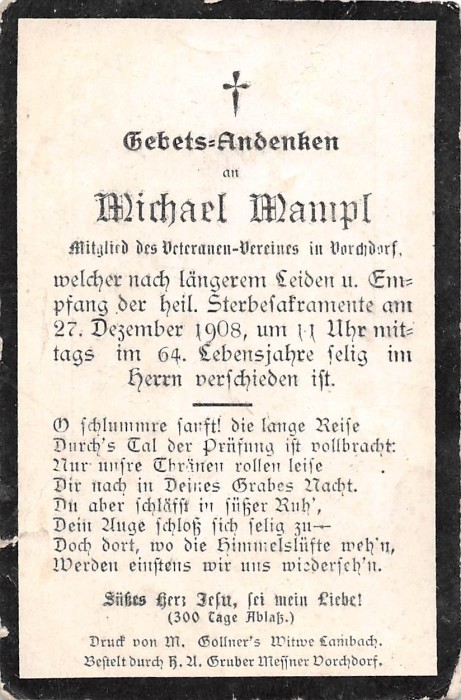 Gebets=Andenken
an
Michael Mampl
Mitglied des Veteranen=Vereines in Vorchdorf,
welcher nach längerem Leiden u. Em=
pfang der heil. Sterbesakramente am
27. Dezember 1908, um 11 Uhr mit=
tags im 64. Lebensjahre selig im
Herrn verschieden ist.
O schlummre sanft! die lange Reise
Durch's Tal der Prüfung ist vollbracht:
Nur unsre Thränen rollen leise
Dir nach in Deines Grabes Nacht.
Du aber schläfst in süßer Ruh',
Dein Auge schloß sich selig zu—
Doch dort, wo die Himmelslüfte weh'n,
Werden einstens wir uns wiederseh'n.
Süßes Herz Jesu, sei mein Liebe!
(300 Tage Ablaß.)
Druck von M. Gollner's Witwe Lambach.
Bestellt durch H. A. Gruber Messner Vorchdorf.